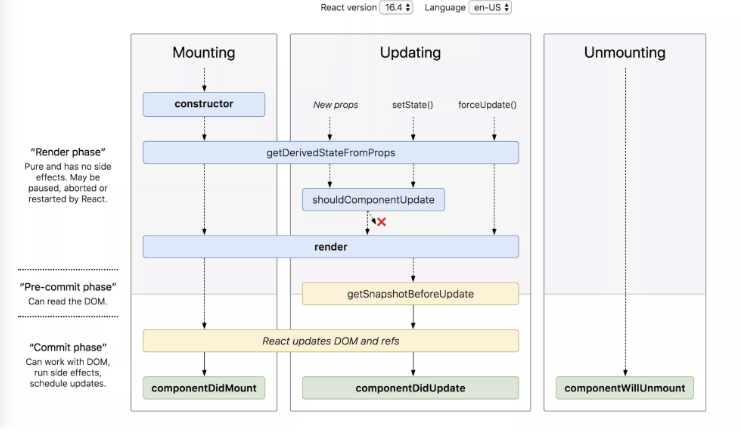 React version 16.4 Language en-US
Mounting
Updating
Unmounting
constructor
New props
setState()
forceUpdate()
"Render phase"
Pure and has no side
effects. May be
paused, aborted or
restarted by React.
getDerivedStateFromProps
shouldComponentUpdate
render
"Pre-commit phase"
Can read the DOM.
getSnapshotBeforeUpdate
"Commit phase"
Can work with DOM,
run side effects,
schedule updates.
React updates DOM and refs
componentDidMount
componentDidUpdate
componentWillUnmount